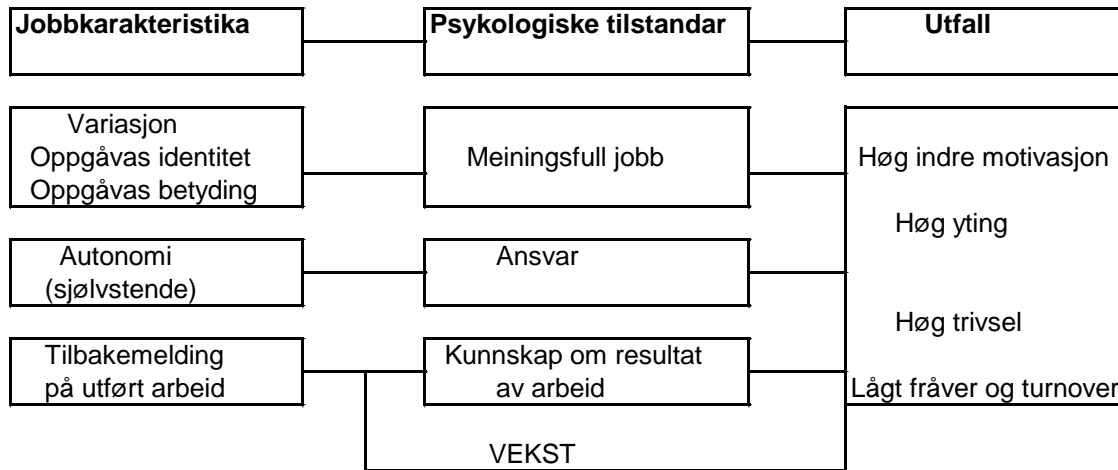 Jobbkarakteristika
Psykologiske tilstandar
Utfall
Variasjon
Oppgåvas identitet
Oppgåvas betyding
Meiningsfull jobb
Høg indre motivasjon
Høg yting
Autonomi
(sjølvstende)
Ansvar
Høg trivsel
Tilbakemelding
på utført arbeid
Kunnskap om resultat
av arbeid
Lågt fråver og turnover
VEKST